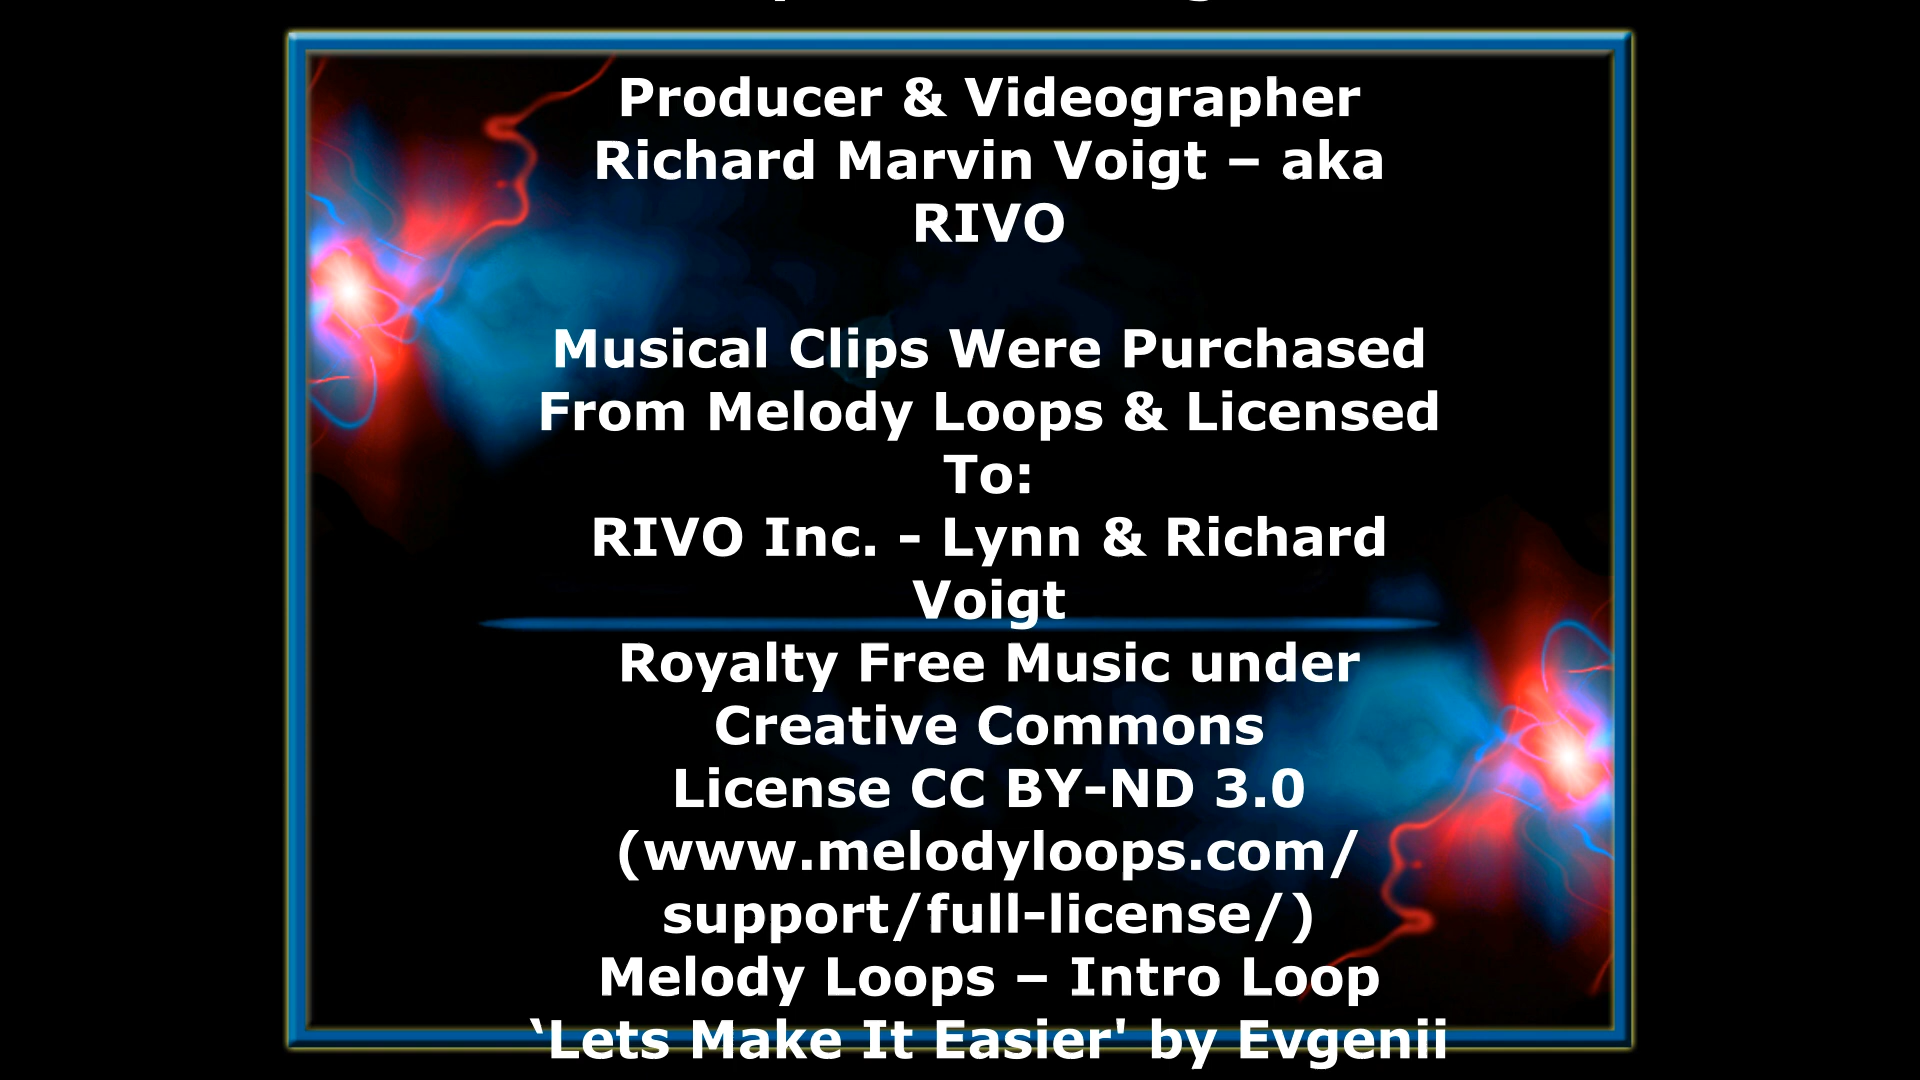 Producer & Videographer
Richard Marvin Voigt – aka
RIVO
Musical Clips Were Purchased
From Melody Loops & Licensed
To:
RIVO Inc. - Lynn & Richard
Voigt
Royalty Free Music under
Creative Commons
License CC BY-ND 3.0
(www.melodyloops.com/
support/full-license/)
Melody Loops – Intro Loop
‘Lets Make It Easier' by Evgenii